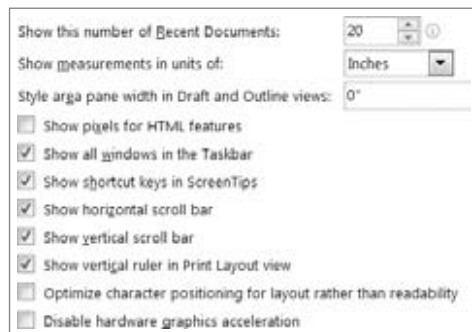 Show this number of Recent Documents: 20
Show measurements in units of: Inches
Style area pane width in Draft and Outline views: 0"
Show pixels for HTML features
Show all windows in the Taskbar
Show shortcut keys in ScreenTips
Show horizontal scroll bar
Show vertical scroll bar
Show vertical ruler in Print Layout view
Optimize character positioning for layout rather than readability
Disable hardware graphics acceleration